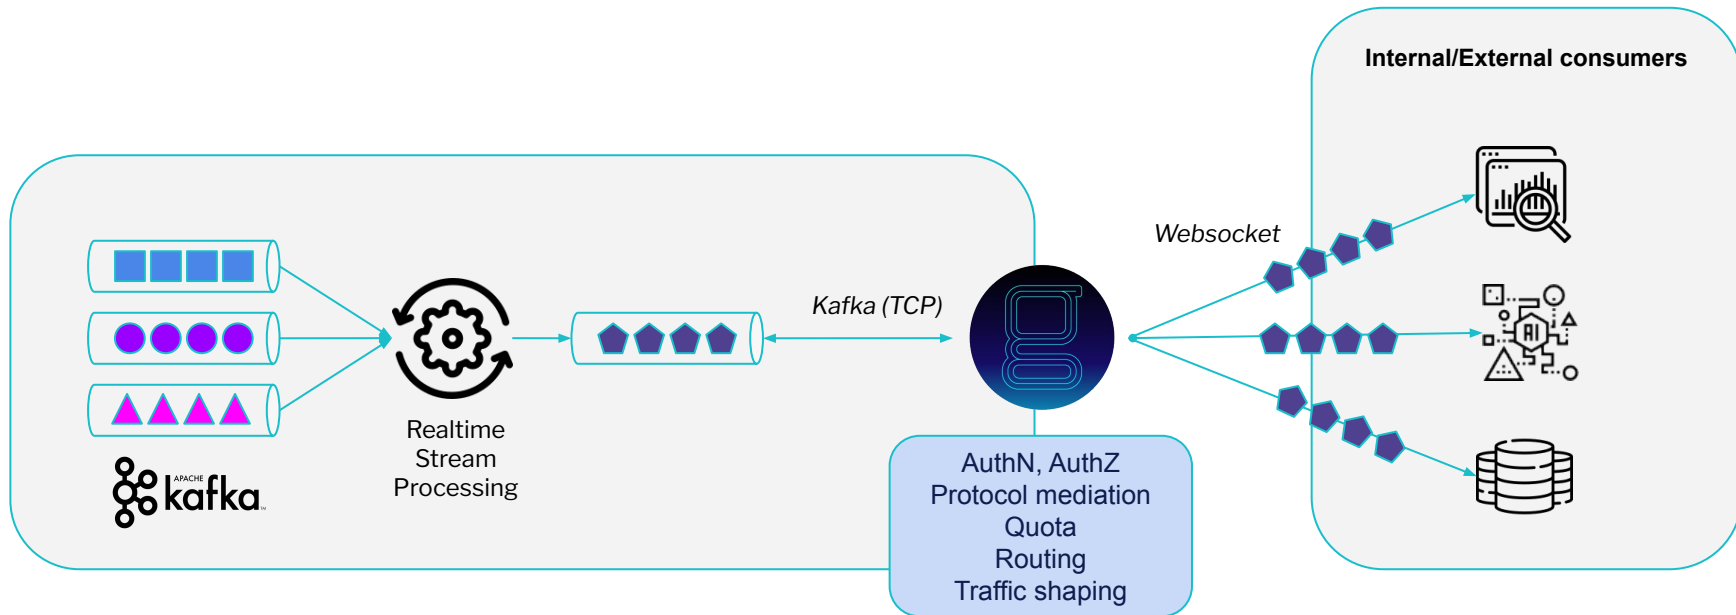 Internal/External consumers
Websocket
Kafka (TCP)
Realtime
Stream
Processing
APACHE
kafka
AuthN, AuthZ
Protocol mediation
Quota
Routing
Traffic shaping
g
AI